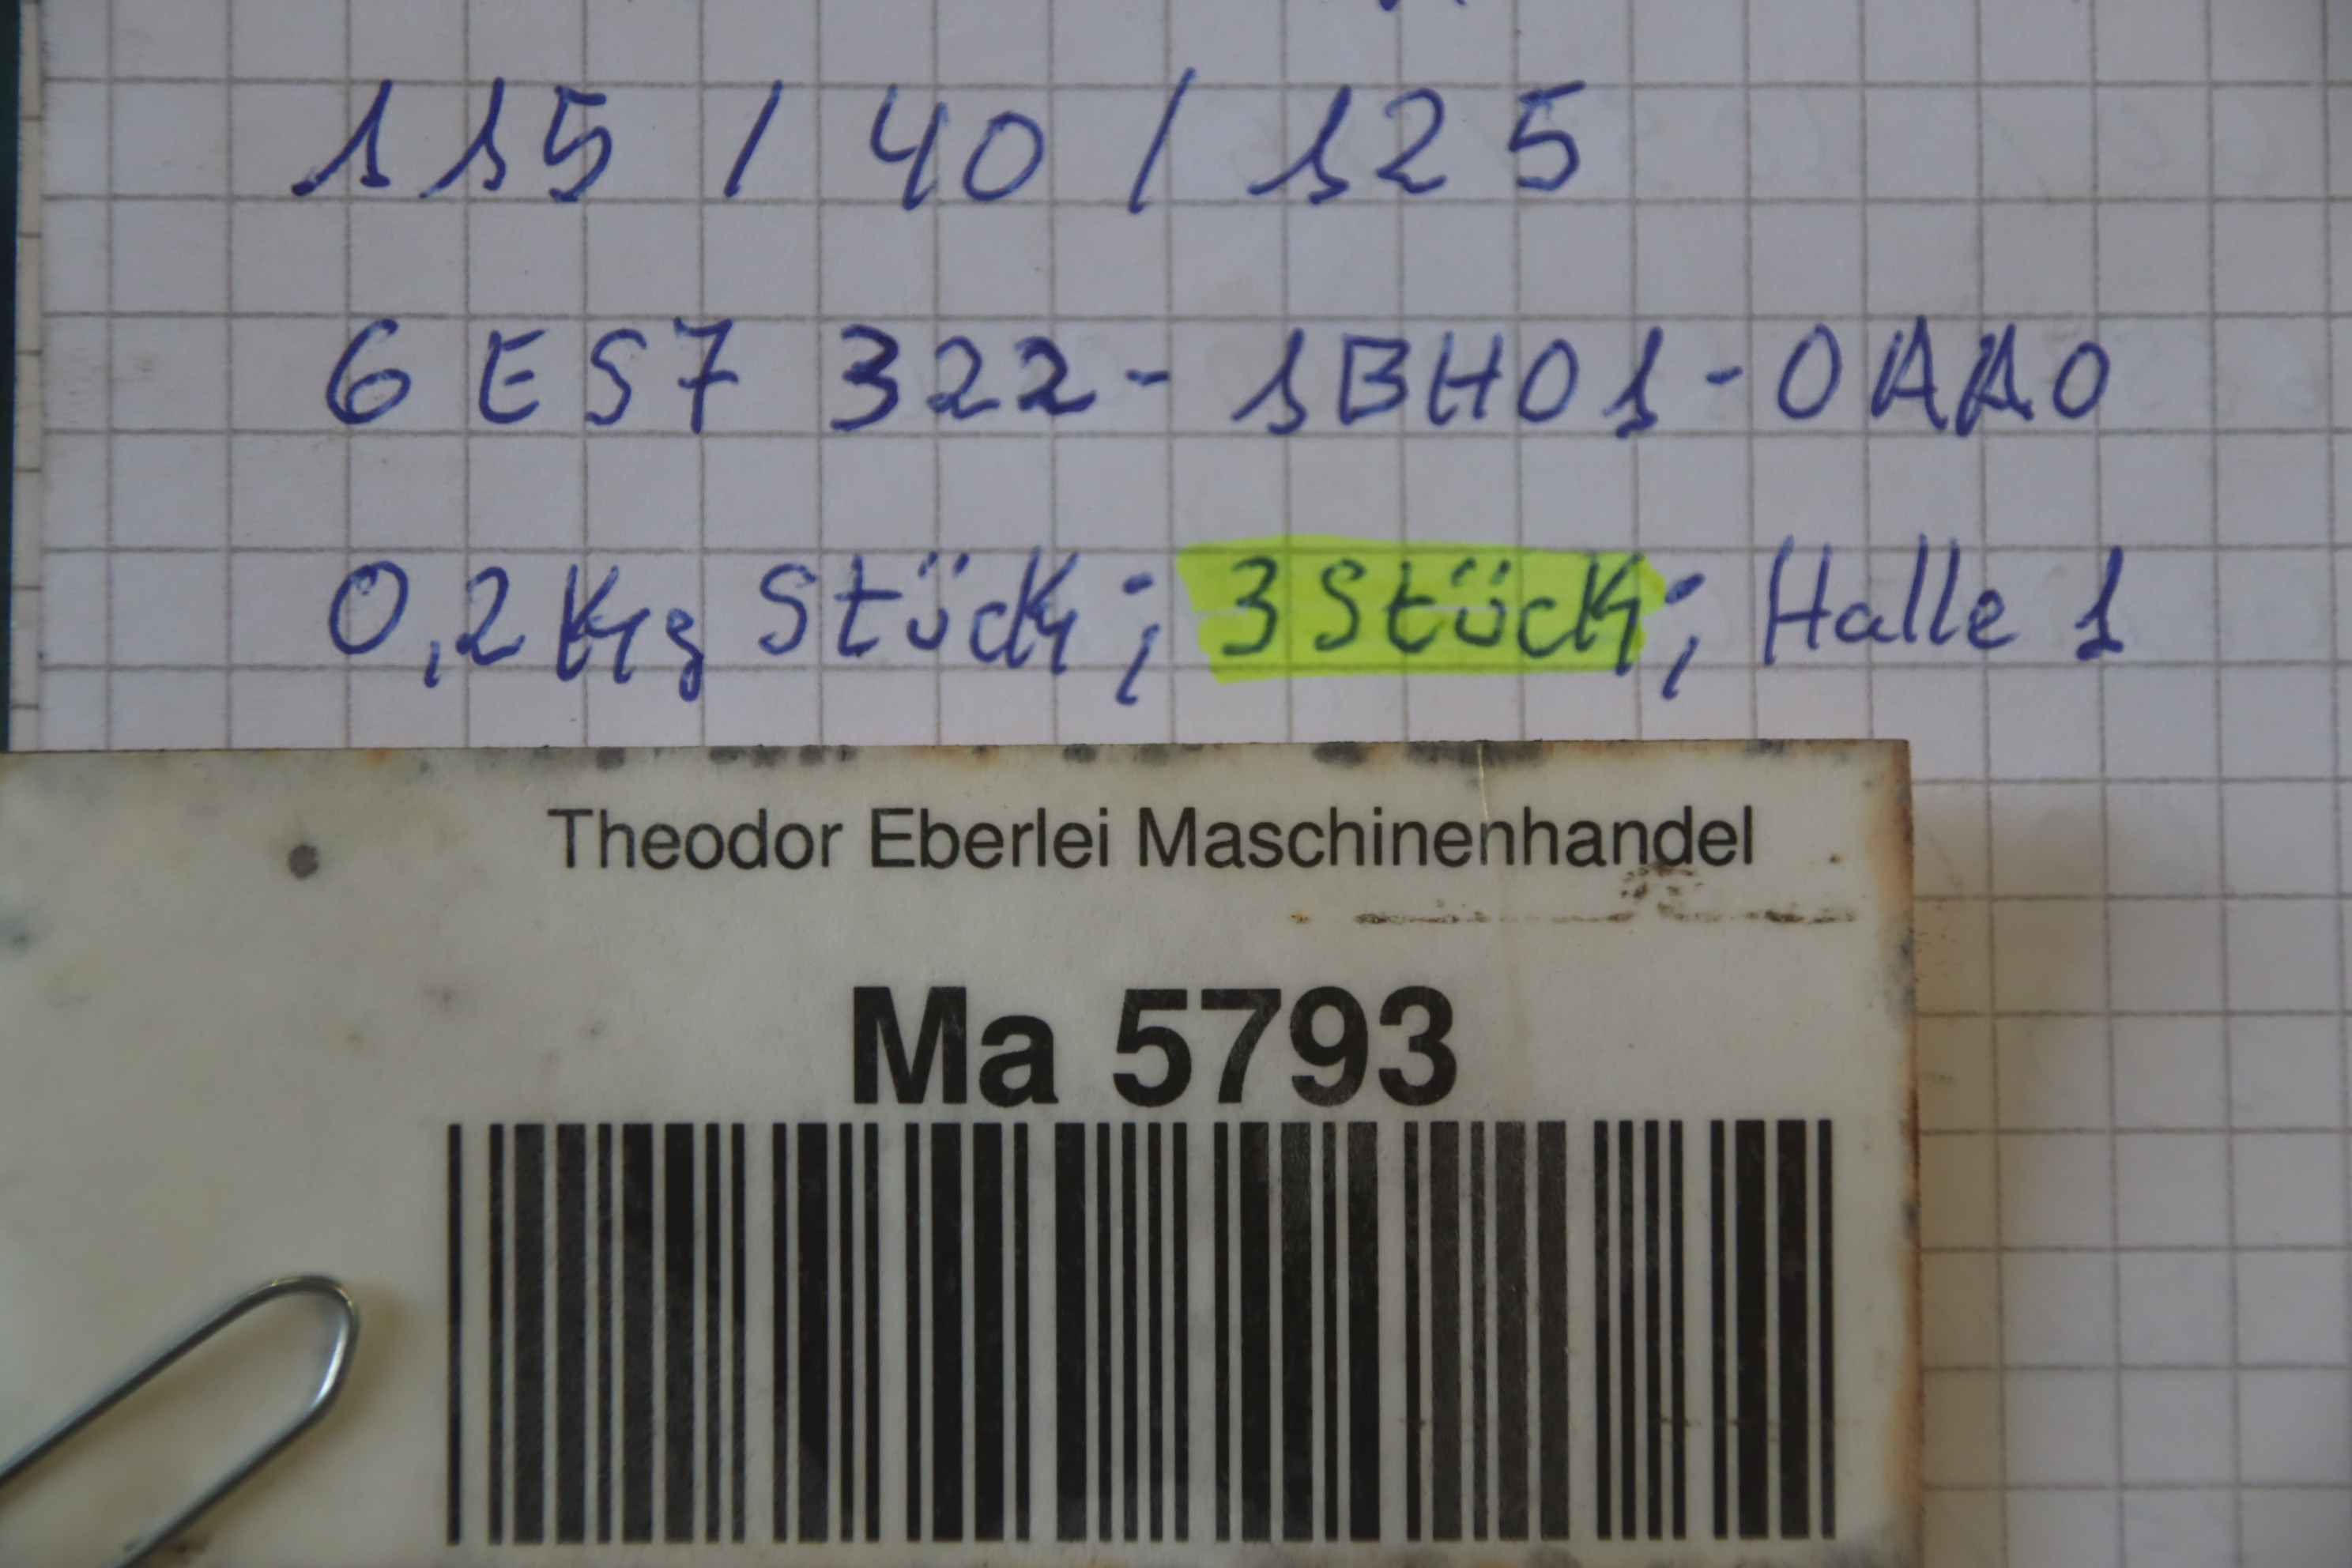 115 / 40 / 125
6ES7 322-1BH01-0AA0
0,2Kg Stück; 3 Stück; Halle 1
Theodor Eberlei Maschinenhandel
Ma 5793